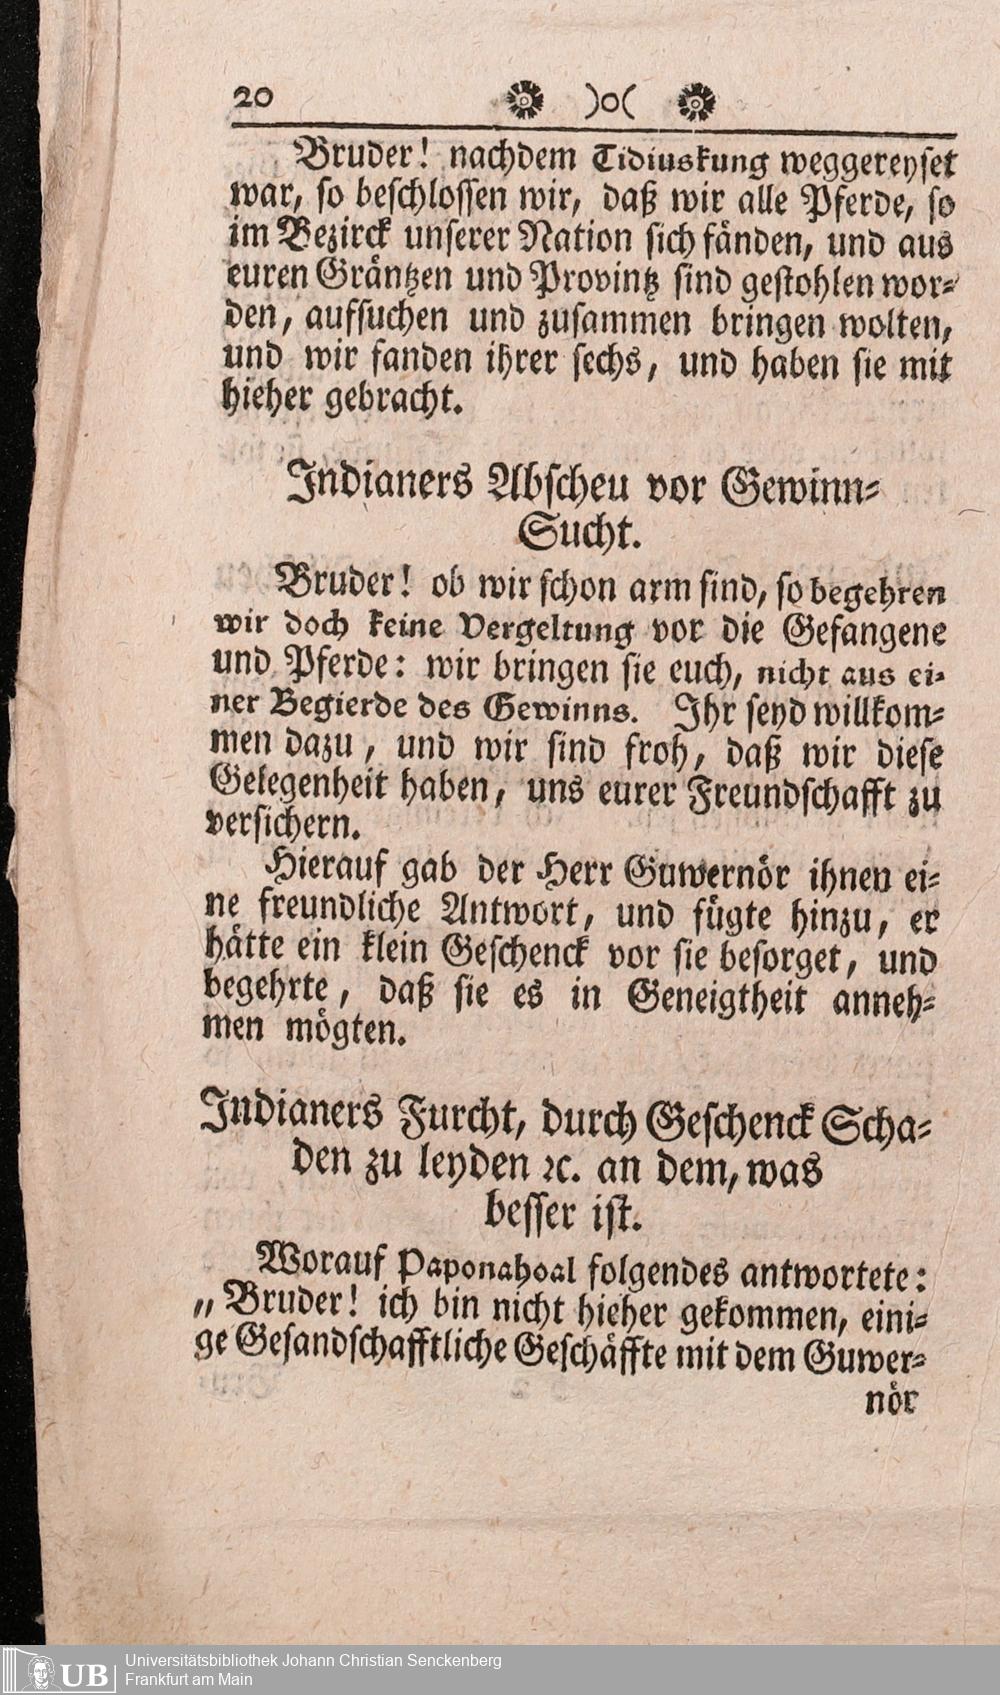 20 )o(
Bruder! nachdem Tidiuskung weggereyset
war, so beschlossen wir, daß wir alle Pferde, so
im Bezirck unserer Nation sich fänden, und aus
euren Gräntzen und Provintz sind gestohlen wor-
den, aufsuchen und zusammen bringen wolten,
und wir fanden ihrer sechs, und haben sie mit
hieher gebracht.
Indianers Abscheu vor Gewinn-
Sucht.
Bruder! ob wir schon arm sind, so begehren
wir doch keine Vergeltung vor die Gefangene
und Pferde: wir bringen sie euch, nicht aus ei-
ner Begierde des Gewinns. Ihr seyd willkom-
men dazu, und wir sind froh, daß wir diese
Gelegenheit haben, uns eurer Freundschafft zu
versichern.
Hierauf gab der Herr Guwernör ihnen ei-
ne freundliche Antwort, und fügte hinzu, er
hätte ein klein Geschenck vor sie besorget, und
begehrte, daß sie es in Geneigtheit anneh-
men mögten.
Indianers Furcht, durch Geschenck Scha-
den zu leyden ꝛc. an dem, was
besser ist.
Worauf Paponahoal folgendes antwortete:
„Bruder! ich bin nicht hieher gekommen, eini-
ge Gesandschafftliche Geschäffte mit dem Guwer-
nör
UB Universitätsbibliothek Johann Christian Senckenberg
Frankfurt am Main